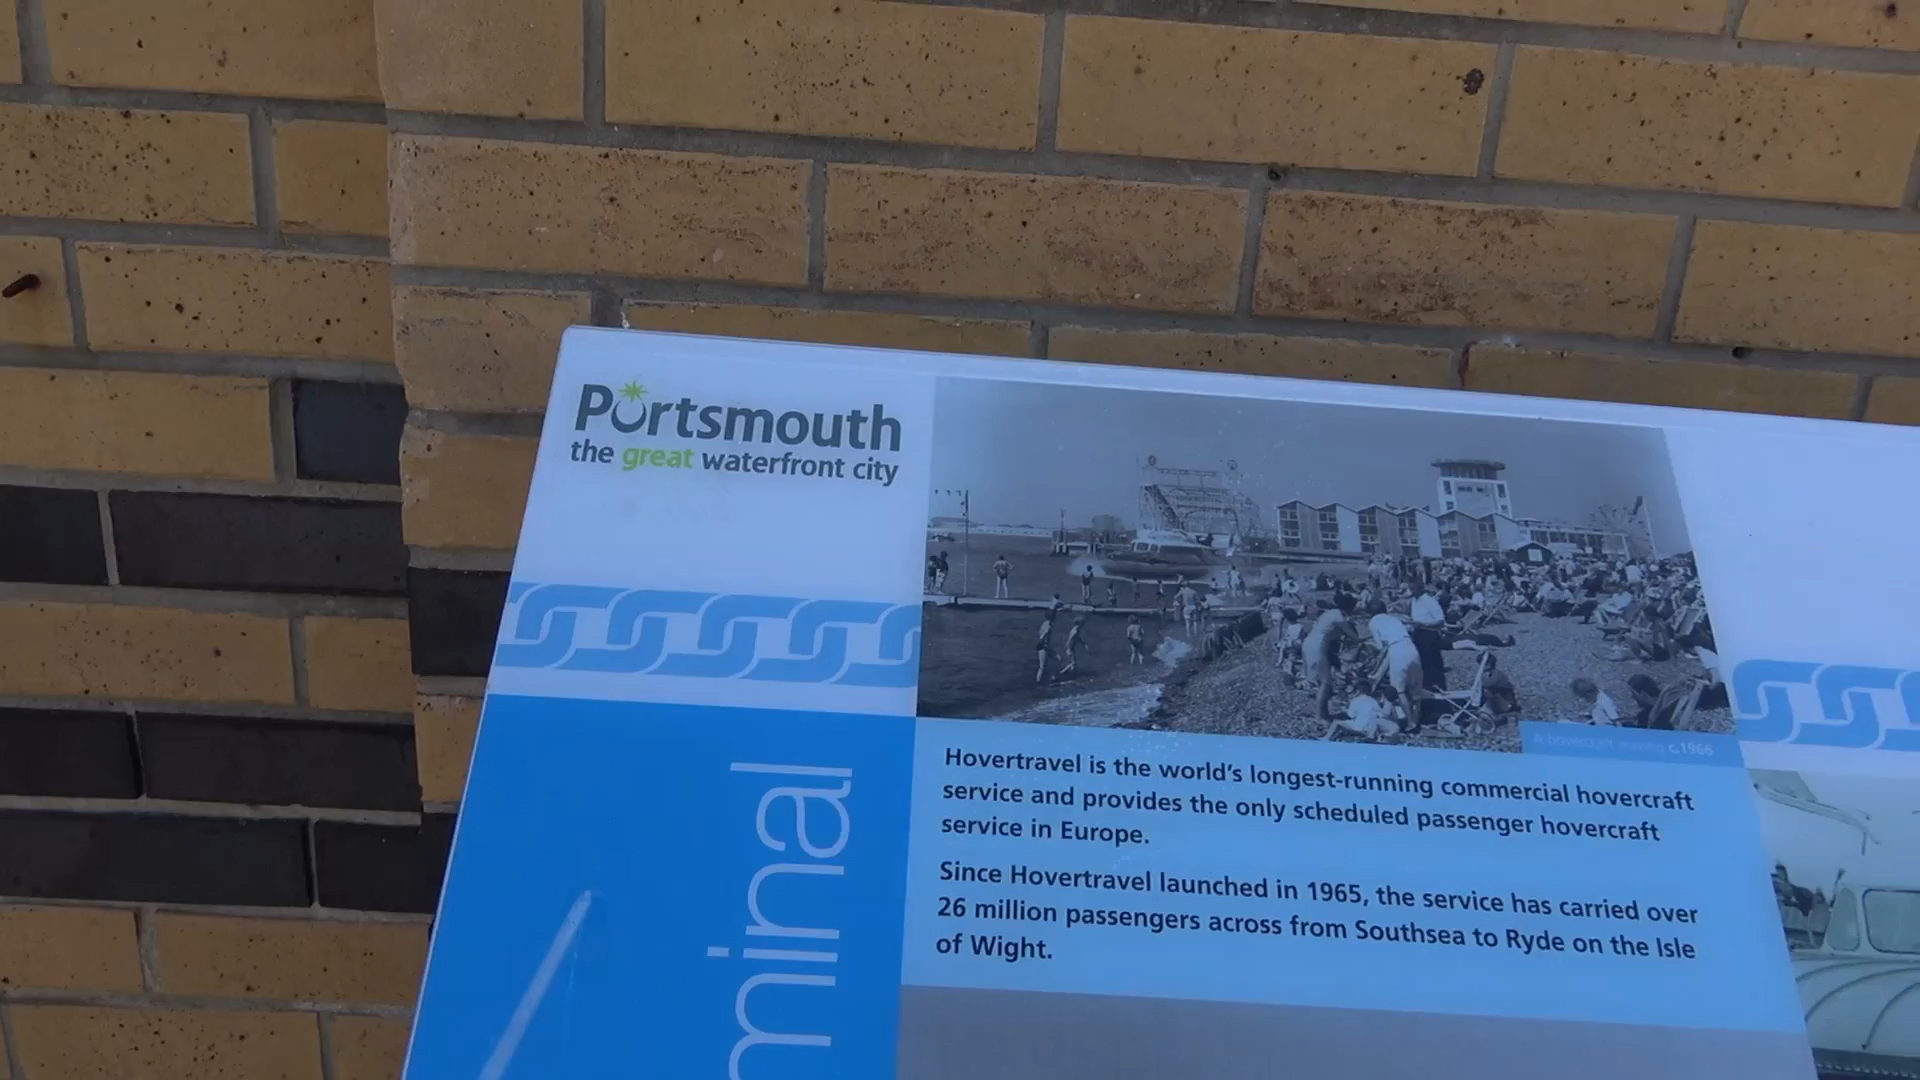 Portsmouth
the great waterfront city
A hovercraft c.1966
Hovertravel is the world's longest-running commercial hovercraft
service and provides the only scheduled passenger hovercraft
service in Europe.
Since Hovertravel launched in 1965, the service has carried over
26 million passengers across from Southsea to Ryde on the Isle
of Wight.
minal